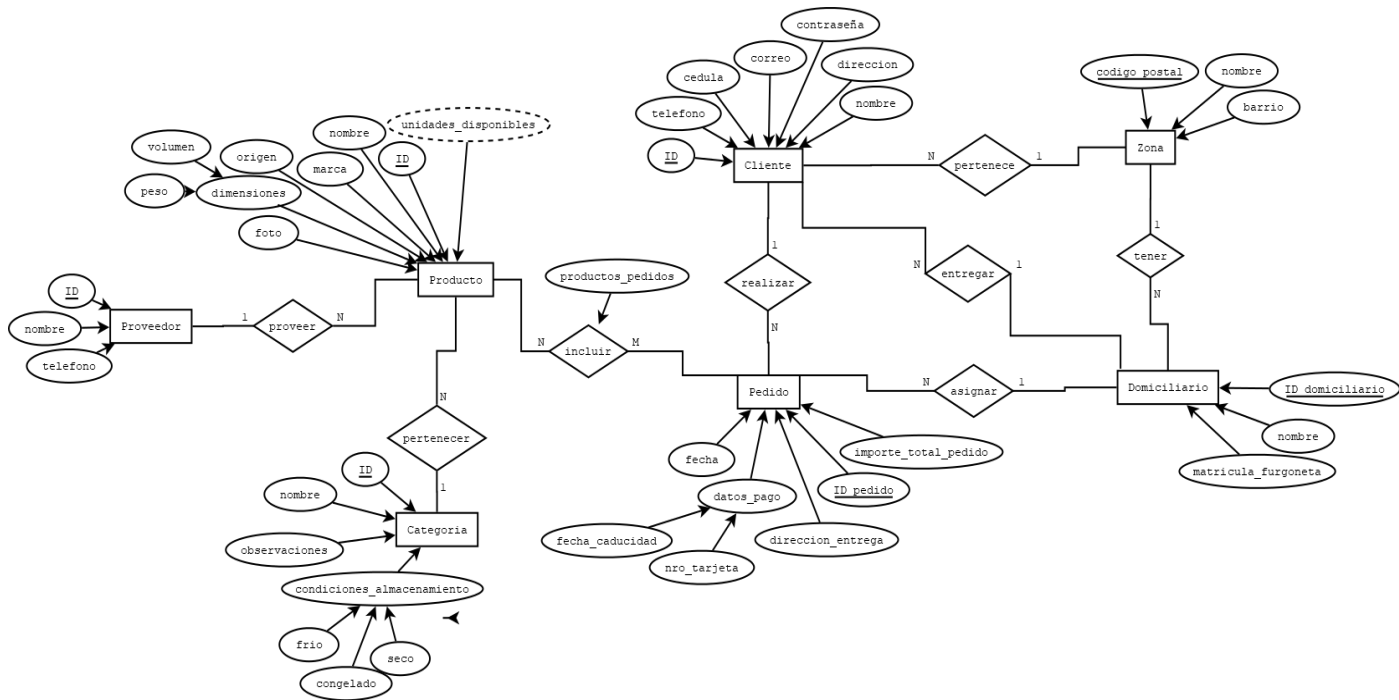 contraseña
correo
direccion
cedula
nombre
telefono
ID
Cliente
N
pertenece
1
codigo_postal
nombre
barrio
Zona
1
tener
N
unidades_disponibles
nombre
ID
origen
marca
volumen
peso
dimensiones
foto
Producto
productos_pedidos
1
realizar
N
N
entregar
1
ID
nombre
telefono
Proveedor
1
proveer
N
N
incluir
M
Pedido
N
asignar
1
Domiciliario
ID_domiciliario
nombre
matricula_furgoneta
fecha
importe_total_pedido
datos_pago
ID_pedido
fecha_caducidad
nro_tarjeta
direccion_entrega
N
pertenecer
1
ID
nombre
Categoria
observaciones
condiciones_almacenamiento
frio
congelado
seco